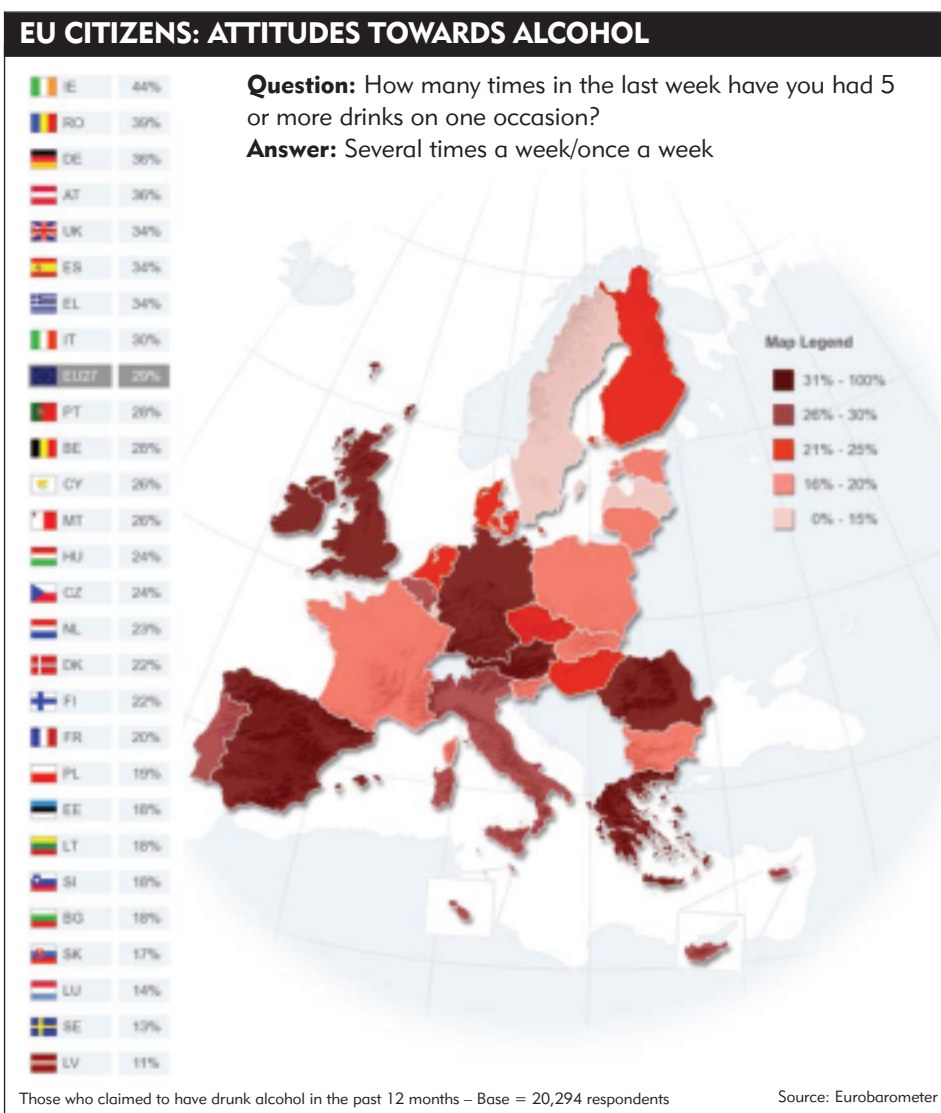 EU CITIZENS: ATTITUDES TOWARDS ALCOHOL
Question: How many times in the last week have you had 5
or more drinks on one occasion?
Answer: Several times a week/once a week
IE 44%
RO 39%
DE 36%
AT 36%
UK 34%
ES 34%
EL 34%
IT 30%
EU27 29%
PT 28%
BE 28%
CY 26%
MT 26%
HU 24%
CZ 24%
NL 23%
DK 22%
FI 22%
FR 20%
PL 19%
EE 18%
LT 18%
SI 18%
BG 18%
SK 17%
LU 14%
SE 13%
LV 11%
Map Legend
31% - 100%
26% - 30%
21% - 25%
16% - 20%
0% - 15%
Those who claimed to have drunk alcohol in the past 12 months – Base = 20,294 respondents
Source: Eurobarometer